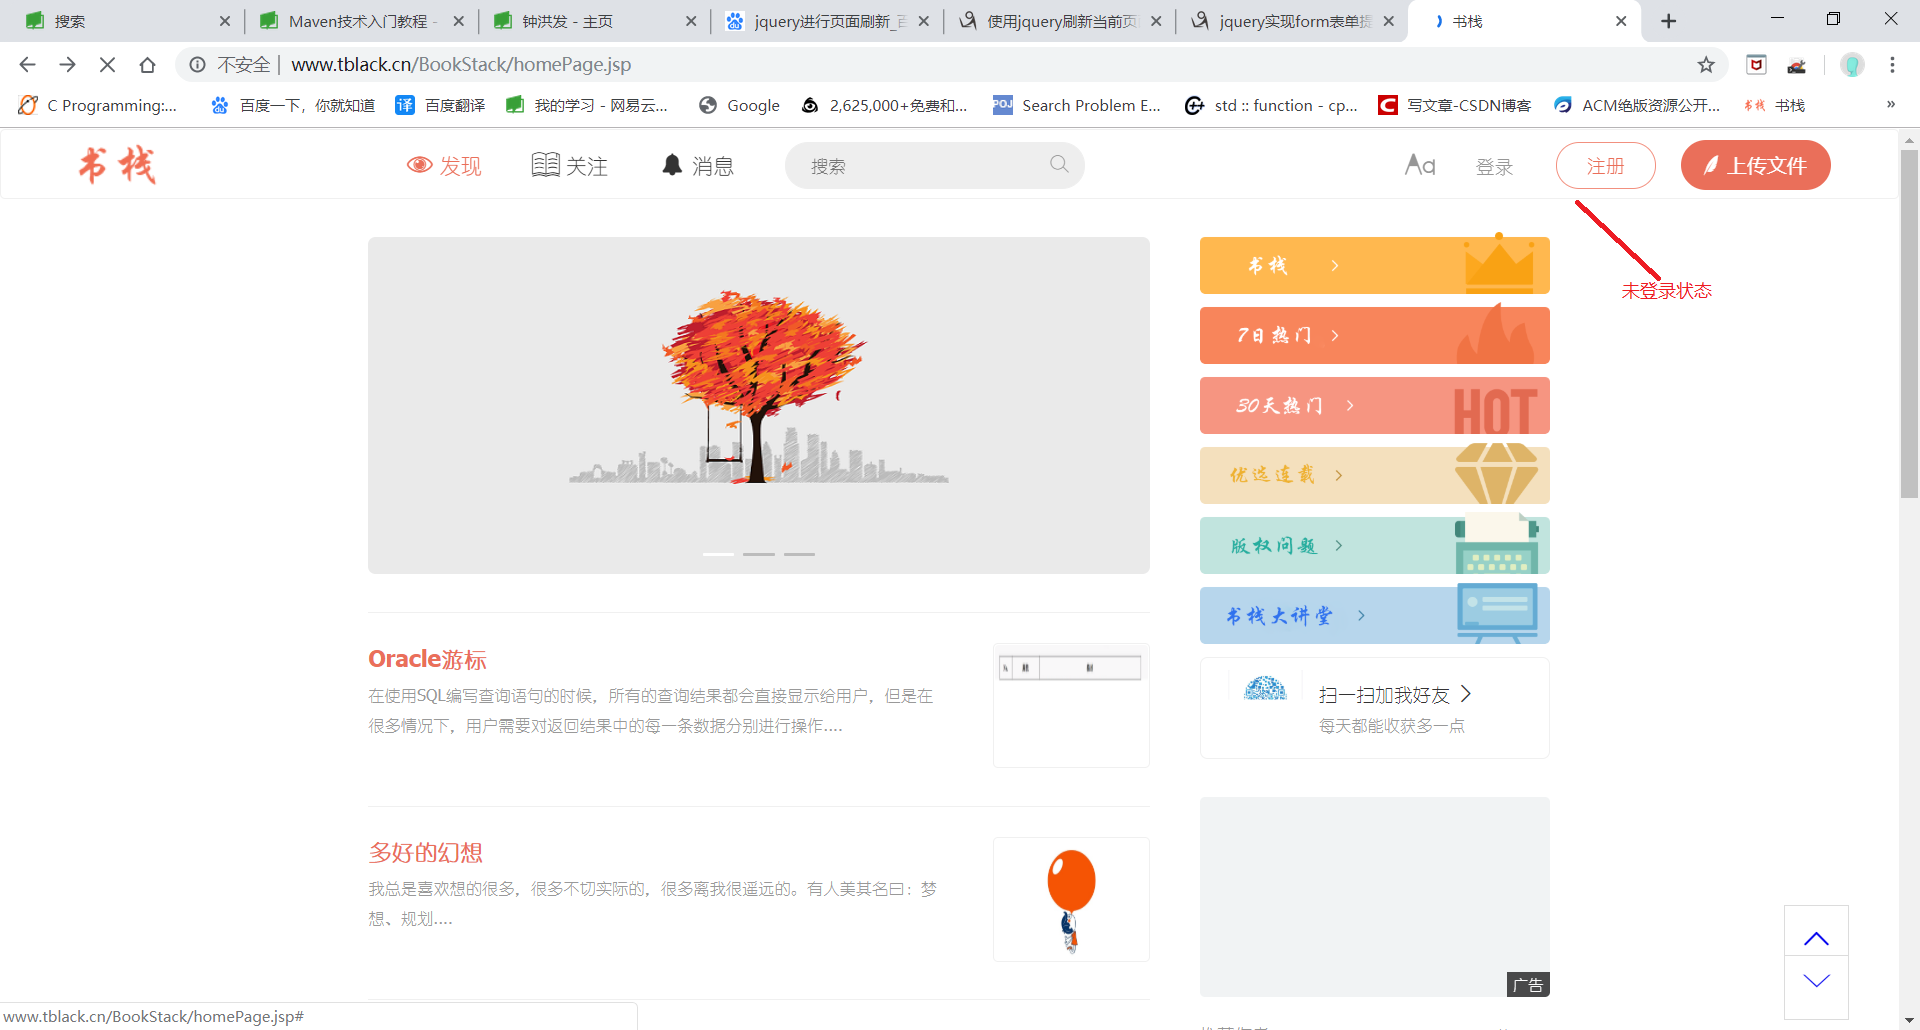 搜索
Maven技术入门教程 -
钟洪发 - 主页
jquery进行页面刷新_百
使用jquery刷新当前页面
jquery实现form表单提
书栈
不安全 | www.tblack.cn/BookStack/homePage.jsp
C Programming:...
百度一下，你就知道
译 百度翻译
我的学习 - 网易云...
Google
2,625,000+免费和...
POJ Search Problem E...
std :: function - cp...
C 写文章-CSDN博客
ACM绝版资源公开...
书栈 书栈
»
书栈
发现
关注
消息
搜索
Aa
登录
注册
上传文件
未登录状态
书栈
7日热门
30天热门
HOT
优选连载
版权问题
书栈大讲堂
Oracle游标
在使用SQL编写查询语句的时候，所有的查询结果都会直接显示给用户，但是在
很多情况下，用户需要对返回结果中的每一条数据分别进行操作....
扫一扫加我好友
每天都能收获多一点
多好的幻想
我总是喜欢想的很多，很多不切实际的，很多离我很遥远的。有人美其名曰：梦
想、规划....
广告
www.tblack.cn/BookStack/homePage.jsp#